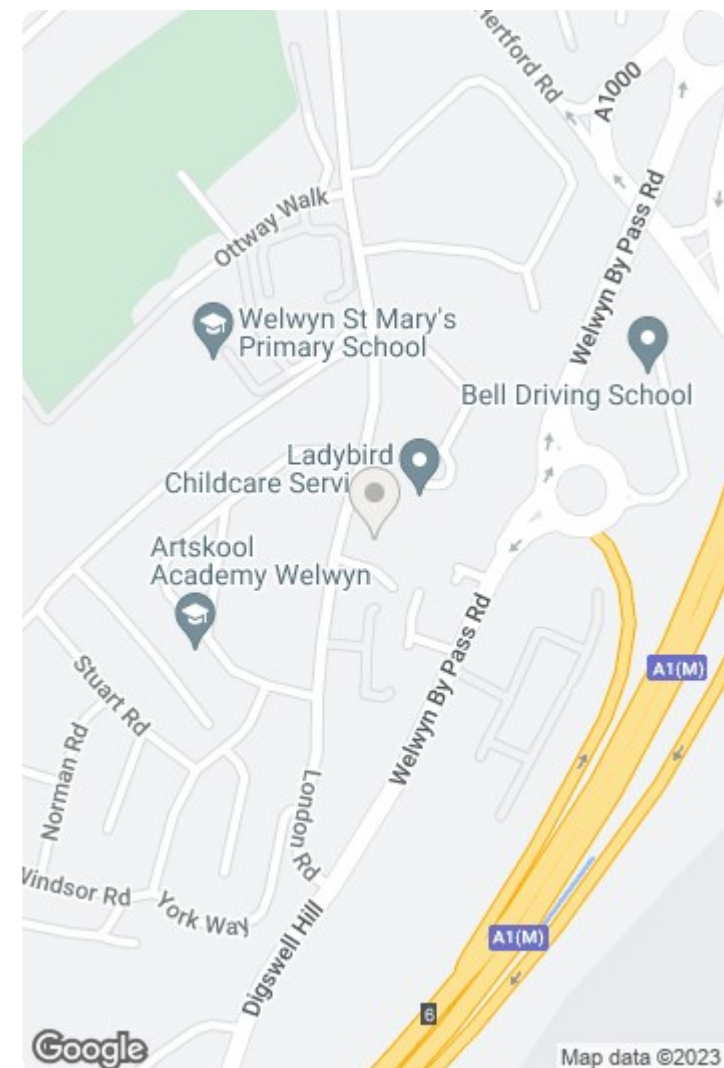 Hertford Rd
A1000
Ottway Walk
Welwyn By Pass Rd
Welwyn St Mary's
Primary School
Bell Driving School
Ladybird
Childcare Servi
Artskool
Academy Welwyn
A1(M)
Stuart Rd
Welwyn By Pass Rd
Norman Rd
London Rd
Windsor Rd
York Way
A1(M)
Digswell Hill
6
Google
Map data ©2023